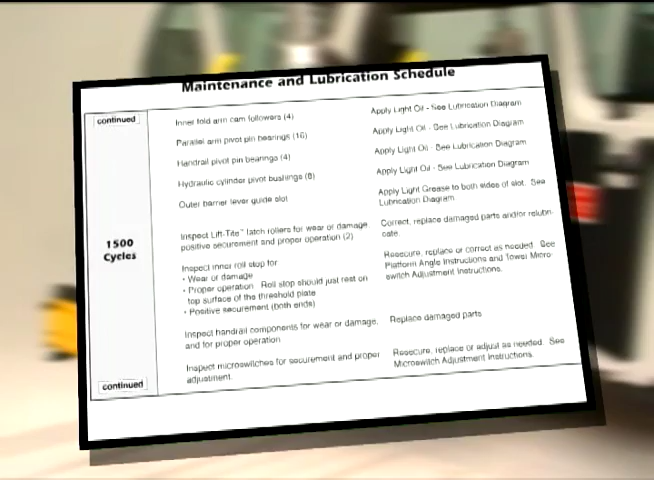 Maintenance and Lubrication Schedule
continued
Inner fold arm cam followers (4)
Apply Light Oil - See Lubrication Diagram
Parallel arm pivot pin bearings (16)
Apply Light Oil - See Lubrication Diagram
Handrail pivot pin bearings (4)
Apply Light Oil - See Lubrication Diagram
Hydraulic cylinder pivot bushings (8)
Apply Light Oil - See Lubrication Diagram
Outer barrier lever guide slot
Apply Light Grease to both sides of slot. See
Lubrication Diagram
1500
Cycles
Inspect Lift-Tite™ latch rollers for wear or damage,
positive securement and proper operation (2)
Correct, replace damaged parts and/or relubri-
cate.
Inspect inner roll stop for
• Wear or damage
• Proper operation Roll stop should just rest on
top surface of the threshold plate
• Positive securement (both ends)
Resecure, replace or correct as needed. See
Platform Angle Instructions and Tower Micro-
switch Adjustment Instructions.
Inspect handrail components for wear or damage,
and for proper operation
Replace damaged parts
Inspect microswitches for securement and proper
adjustment.
Resecure, replace or adjust as needed. See
Microswitch Adjustment Instructions.
continued